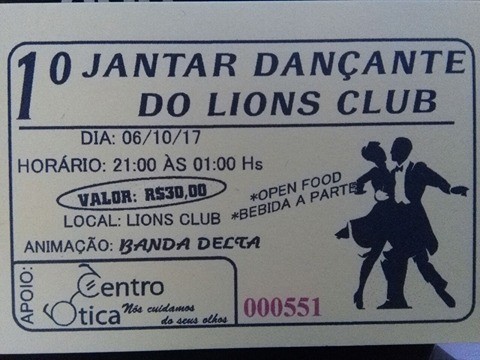 1º JANTAR DANÇANTE
DO LIONS CLUB
DIA: 06/10/17
HORÁRIO: 21:00 ÀS 01:00 Hs
VALOR: R$30,00
*OPEN FOOD
*BEBIDA A PARTE
LOCAL: LIONS CLUB
ANIMAÇÃO: BANDA DELTA
APOIO:
Centro
Ótica
Nós cuidamos
do seus olhos
000551